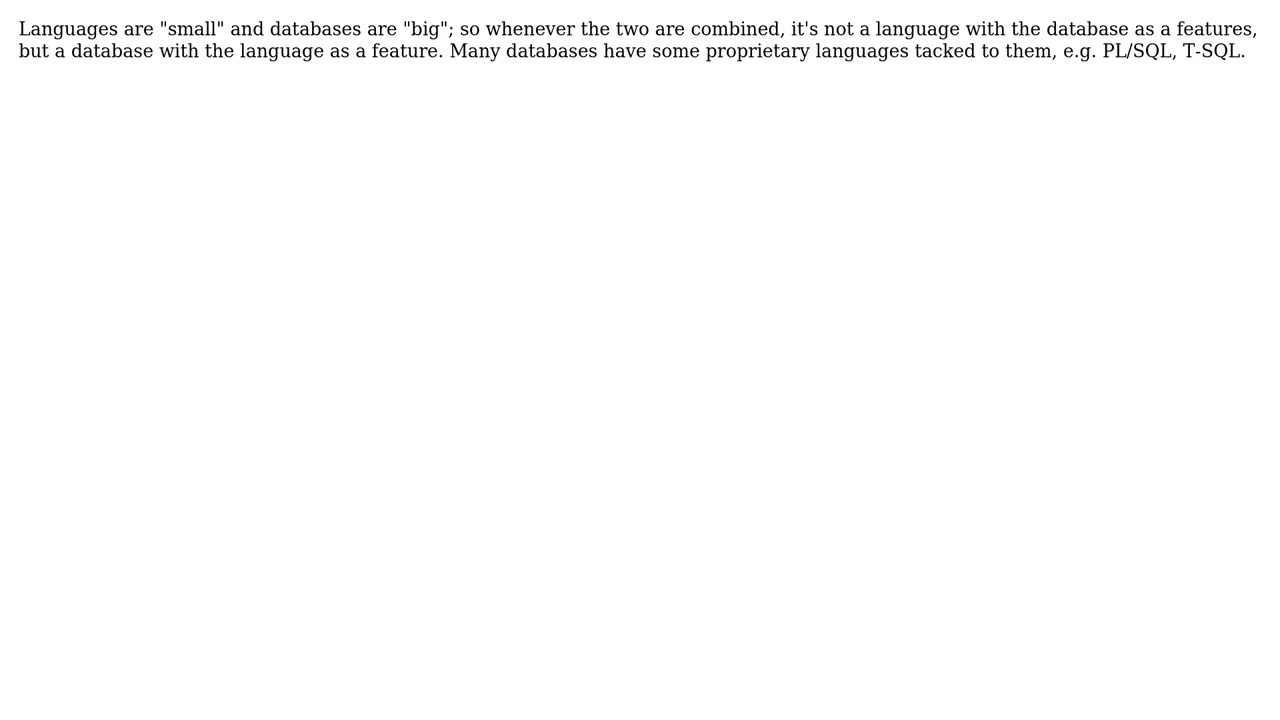 Languages are "small" and databases are "big"; so whenever the two are combined, it's not a language with the database as a features,
but a database with the language as a feature. Many databases have some proprietary languages tacked to them, e.g. PL/SQL, T-SQL.